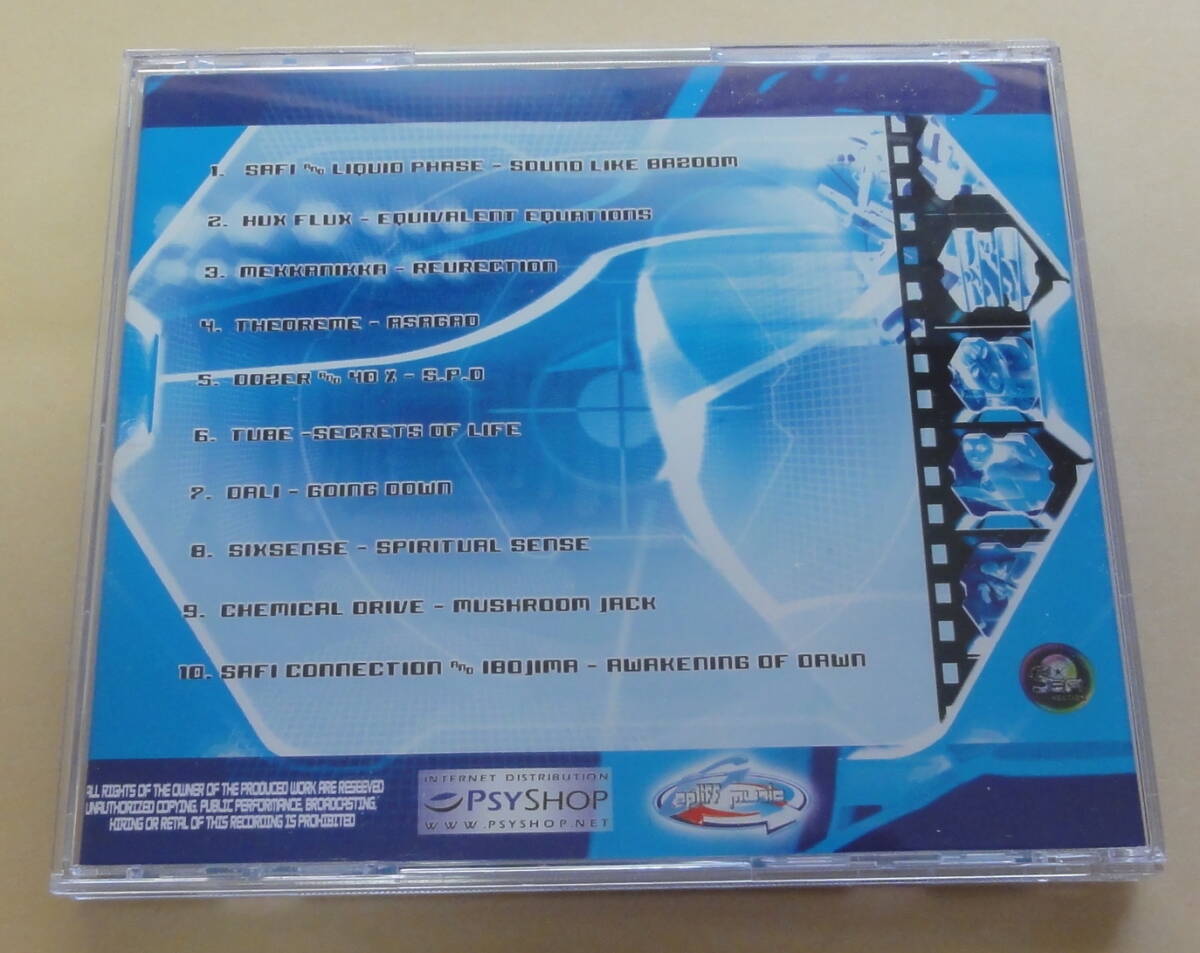 1. SAFI AND LIQUID PHASE - SOUND LIKE BAZOOM
2. HUX FLUX - EQUIVALENT EQUATIONS
3. MEKKANIKKA - REURECTION
4. THEOREME - ASAGAO
5. DOZER AND 40 % - S.P.D
6. TUBE -SECRETS OF LIFE
7. DALI - GOING DOWN
8. SIXSENSE - SPIRITUAL SENSE
9. CHEMICAL DRIVE - MUSHROOM JACK
10. SAFI CONNECTION AND IBOJIMA - AWAKENING OF DAWN
ALL RIGHTS OF THE OWNER OF THE PRODUCED WORK ARE RESEEVED
UNAUTHORIZED COPYING, PUBLIC PERFORMANCE, BROADCASTING,
HIRING OR RETAL OF THIS RECORDING IS PROHIBITED
INTERNET DISTRIBUTION
PSYSHOP
WWW.PSYSHOP.NET
spliff music